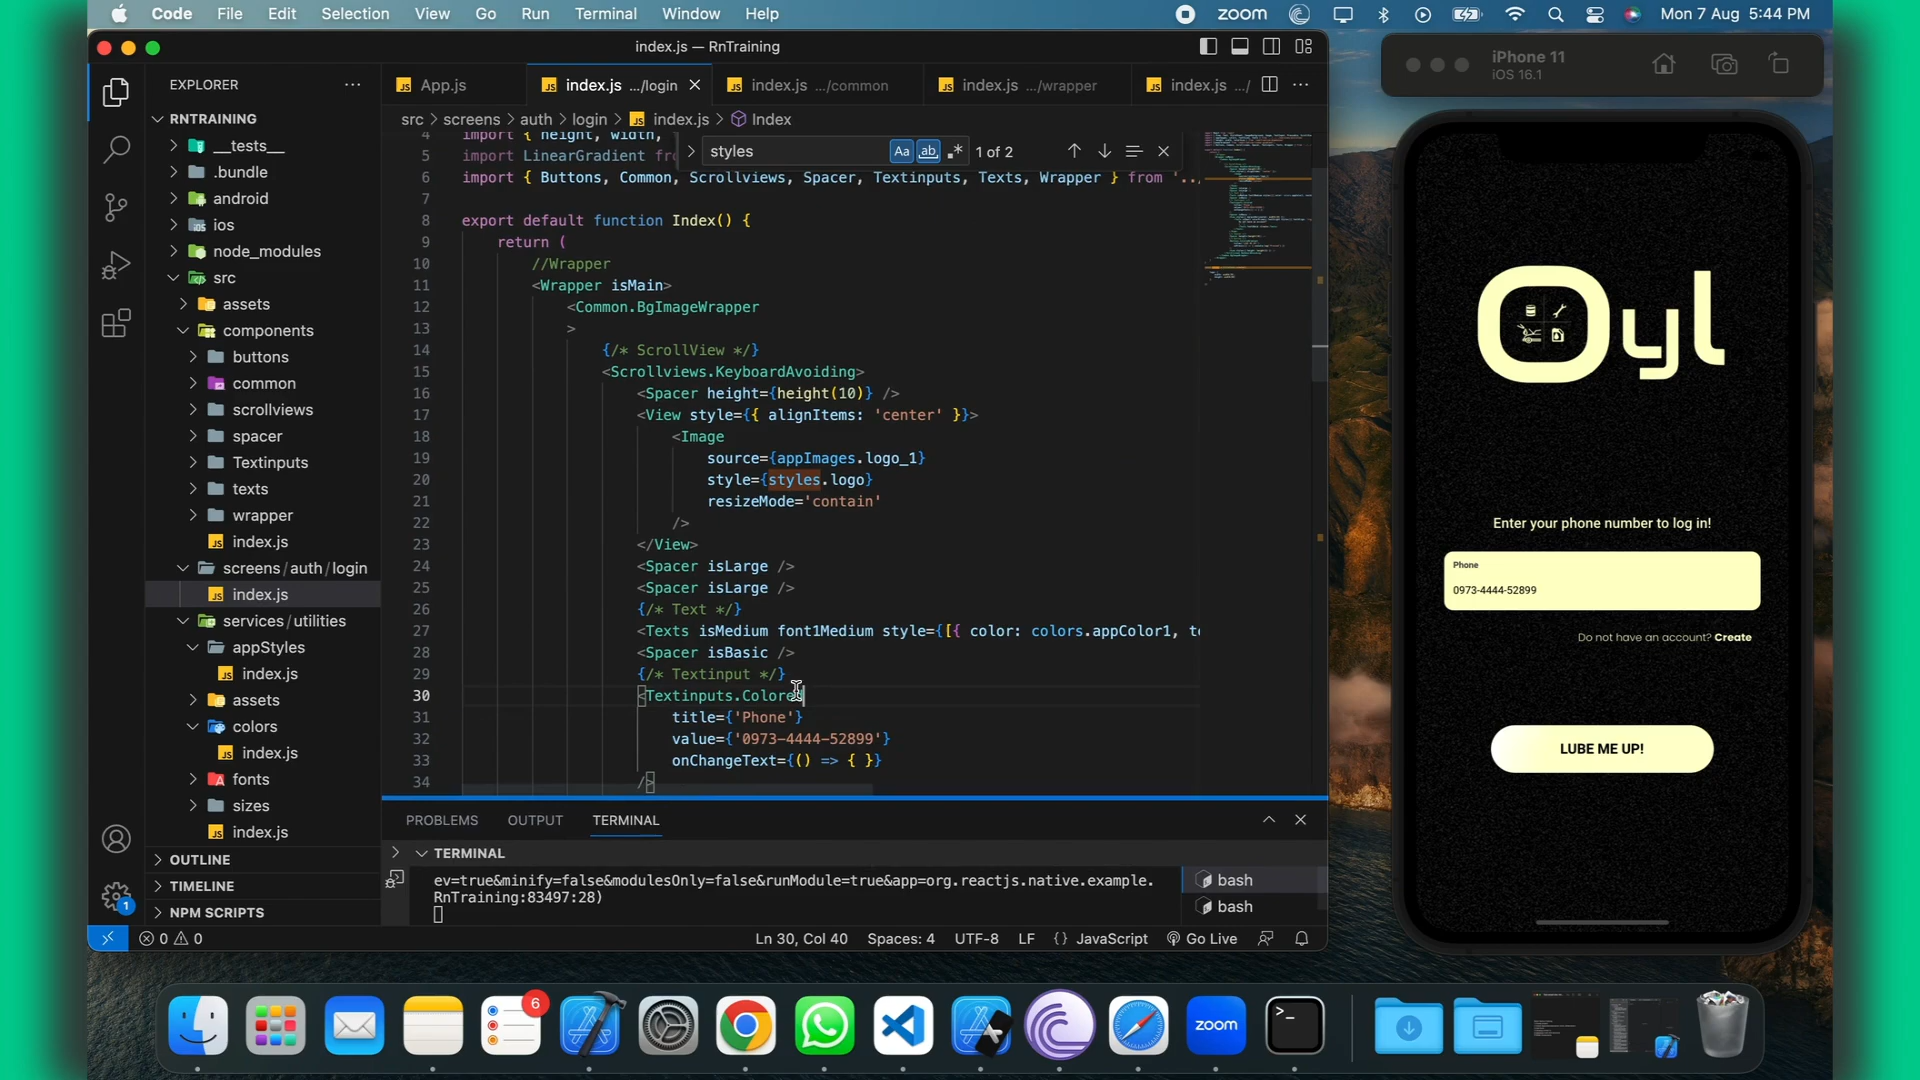 Code File Edit Selection View Go Run Terminal Window Help
zoom
Mon 7 Aug 5:44 PM
index.js — RnTraining
EXPLORER
App.js
index.js .../login
index.js .../common
index.js .../wrapper
index.js .../
src > screens > auth > login > index.js > Index
styles
Aa
ab
1 of 2
RNTRAINING
__tests__
.bundle
android
ios
node_modules
src
assets
components
buttons
common
scrollviews
spacer
Textinputs
texts
wrapper
index.js
screens/auth/login
index.js
services/utilities
appStyles
index.js
assets
colors
index.js
fonts
sizes
index.js
OUTLINE
TIMELINE
NPM SCRIPTS
4 import { height, width,
5 import LinearGradient
6 import { Buttons, Common, Scrollviews, Spacer, Textinputs, Texts, Wrapper } from '..
7
8 export default function Index() {
9 return (
10 //Wrapper
11 <Wrapper isMain>
12 <Common.BgImageWrapper
13 >
14 {/* ScrollView */}
15 <Scrollviews.KeyboardAvoiding>
16 <Spacer height={height(10)} />
17 <View style={{ alignItems: 'center' }}>
18 <Image
19 source={appImages.logo_1}
20 style={styles.logo}
21 resizeMode='contain'
22 />
23 </View>
24 <Spacer isLarge />
25 <Spacer isLarge />
26 {/* Text */}
27 <Texts isMedium font1Medium style={[{ color: colors.appColor1, te
28 <Spacer isBasic />
29 {/* Textinput */}
30 <Textinputs.Colored
31 title={'Phone'}
32 value={'0973-4444-52899'}
33 onChangeText={() => { }}
34 />
PROBLEMS OUTPUT TERMINAL
TERMINAL
ev=true&minify=false&modulesOnly=false&runModule=true&app=org.reactjs.native.example.
RnTraining:83497:28)
bash
bash
1
0 0
Ln 30, Col 40 Spaces: 4 UTF-8 LF {} JavaScript Go Live
iPhone 11
iOS 16.1
Oyl
Enter your phone number to log in!
Phone
0973-4444-52899
Do not have an account? Create
LUBE ME UP!
6
zoom